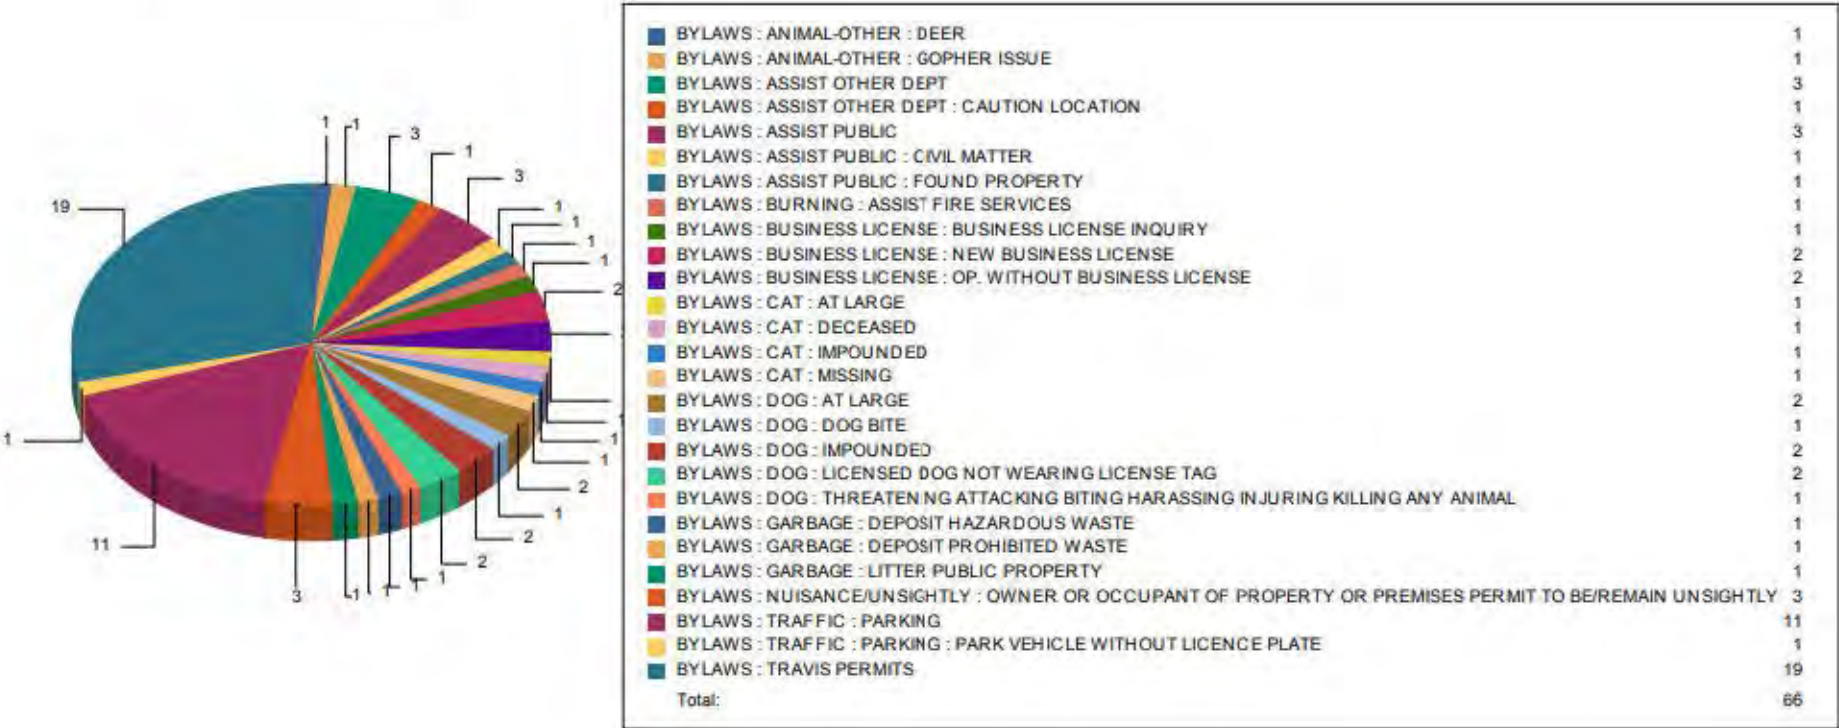 1
1
3
1
3
1
1
1
1
2
19
1
11
3
1
1
1
1
2
2
1
2
1
1
BYLAWS : ANIMAL-OTHER : DEER 1
BYLAWS : ANIMAL-OTHER : GOPHER ISSUE 1
BYLAWS : ASSIST OTHER DEPT 3
BYLAWS : ASSIST OTHER DEPT : CAUTION LOCATION 1
BYLAWS : ASSIST PUBLIC 3
BYLAWS : ASSIST PUBLIC : CIVIL MATTER 1
BYLAWS : ASSIST PUBLIC : FOUND PROPERTY 1
BYLAWS : BURNING : ASSIST FIRE SERVICES 1
BYLAWS : BUSINESS LICENSE : BUSINESS LICENSE INQUIRY 1
BYLAWS : BUSINESS LICENSE : NEW BUSINESS LICENSE 2
BYLAWS : BUSINESS LICENSE : OP. WITHOUT BUSINESS LICENSE 2
BYLAWS : CAT : AT LARGE 1
BYLAWS : CAT : DECEASED 1
BYLAWS : CAT : IMPOUNDED 1
BYLAWS : CAT : MISSING 1
BYLAWS : DOG : AT LARGE 2
BYLAWS : DOG : DOG BITE 1
BYLAWS : DOG : IMPOUNDED 2
BYLAWS : DOG : LICENSED DOG NOT WEARING LICENSE TAG 2
BYLAWS : DOG : THREATENING ATTACKING BITING HARASSING INJURING KILLING ANY ANIMAL 1
BYLAWS : GARBAGE : DEPOSIT HAZARDOUS WASTE 1
BYLAWS : GARBAGE : DEPOSIT PROHIBITED WASTE 1
BYLAWS : GARBAGE : LITTER PUBLIC PROPERTY 1
BYLAWS : NUISANCE/UNSIGHTLY : OWNER OR OCCUPANT OF PROPERTY OR PREMISES PERMIT TO BE/REMAIN UNSIGHTLY 3
BYLAWS : TRAFFIC : PARKING 11
BYLAWS : TRAFFIC : PARKING : PARK VEHICLE WITHOUT LICENCE PLATE 1
BYLAWS : TRAVIS PERMITS 19
Total: 66